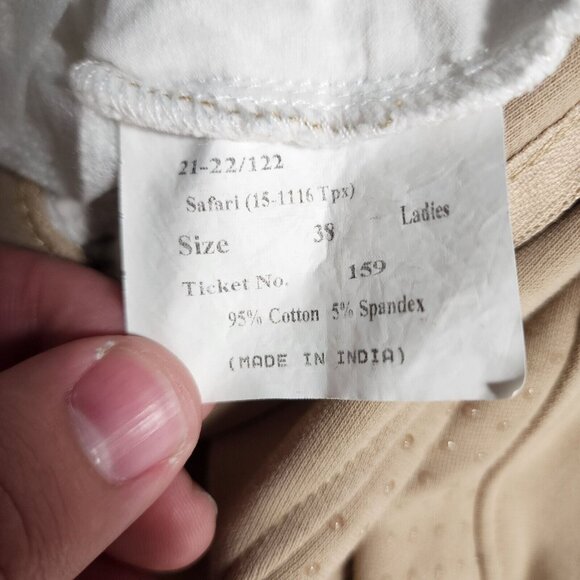 21-22/122
Safari (15-1116 Tpx)
Size 38 Ladies
Ticket No. 159
95% Cotton 5% Spandex
(MADE IN INDIA)